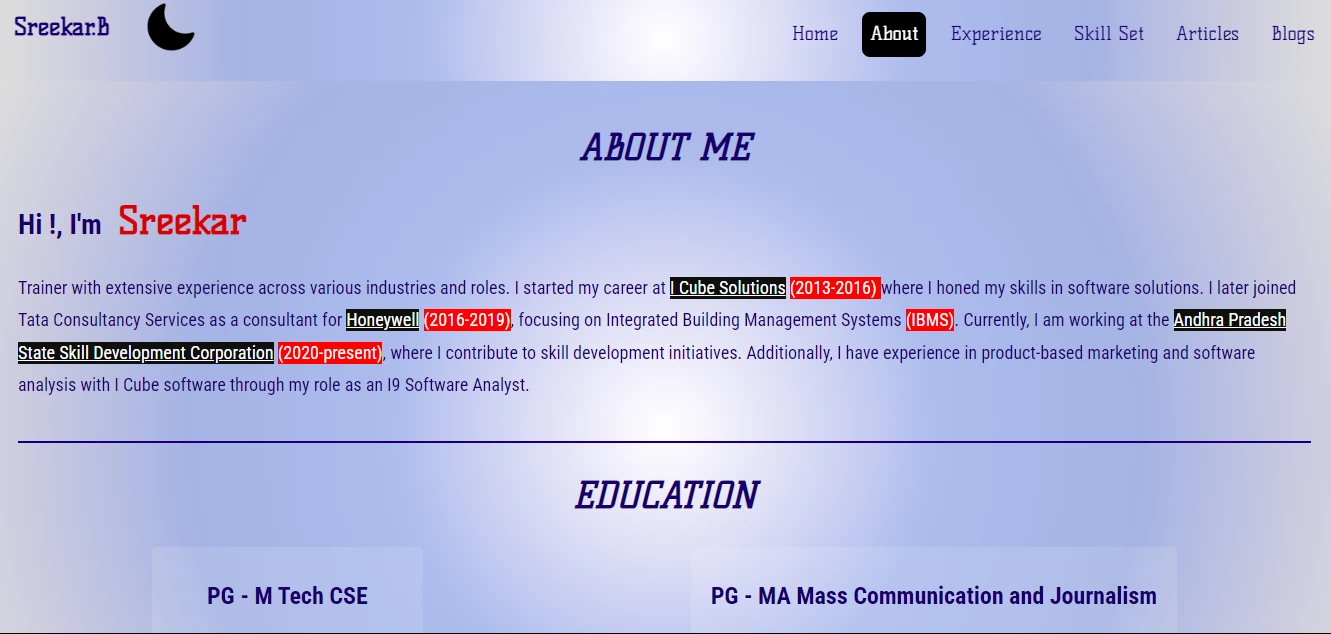 Sreekar.B
Home About Experience Skill Set Articles Blogs
ABOUT ME
Hi !, I'm Sreekar
Trainer with extensive experience across various industries and roles. I started my career at I Cube Solutions (2013-2016) where I honed my skills in software solutions. I later joined
Tata Consultancy Services as a consultant for Honeywell (2016-2019), focusing on Integrated Building Management Systems (IBMS). Currently, I am working at the Andhra Pradesh
State Skill Development Corporation (2020-present), where I contribute to skill development initiatives. Additionally, I have experience in product-based marketing and software
analysis with I Cube software through my role as an I9 Software Analyst.
EDUCATION
PG - M Tech CSE
PG - MA Mass Communication and Journalism